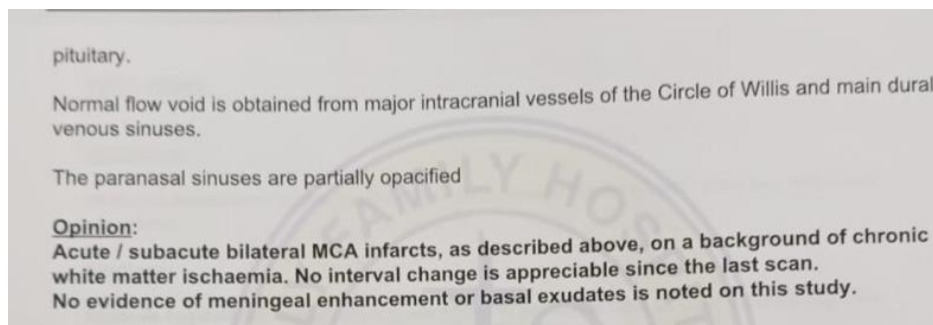 pituitary.
Normal flow void is obtained from major intracranial vessels of the Circle of Willis and main dural
venous sinuses.
The paranasal sinuses are partially opacified
Opinion:
Acute / subacute bilateral MCA infarcts, as described above, on a background of chronic
white matter ischaemia. No interval change is appreciable since the last scan.
No evidence of meningeal enhancement or basal exudates is noted on this study.
FAMILY HOS